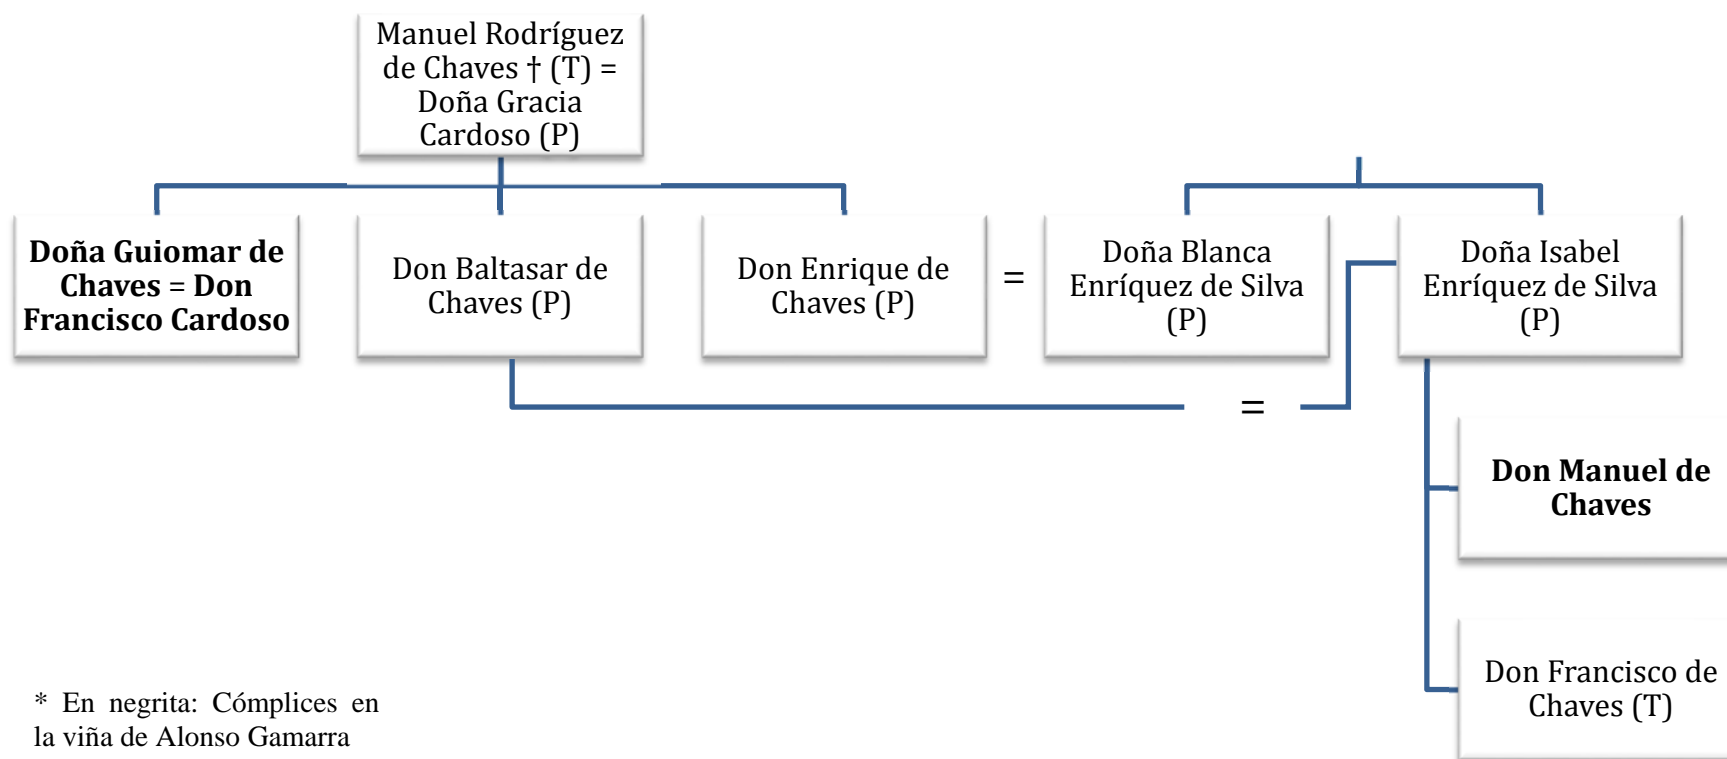 Manuel Rodríguez
de Chaves † (T) =
Doña Gracia
Cardoso (P)
Doña Guiomar de
Chaves = Don
Francisco Cardoso
Don Baltasar de
Chaves (P)
Don Enrique de
Chaves (P)
=
Doña Blanca
Enríquez de Silva
(P)
Doña Isabel
Enríquez de Silva
(P)
=
Don Manuel de
Chaves
Don Francisco de
Chaves (T)
* En negrita: Cómplices en
la viña de Alonso Gamarra